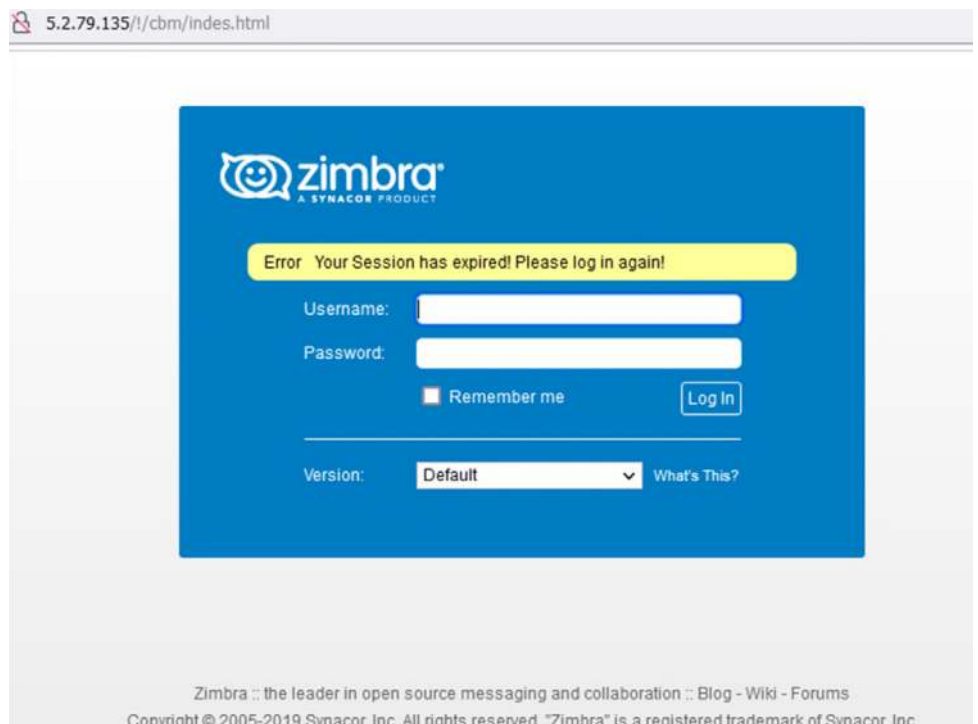 5.2.79.135/!/cbm/indes.html
zimbra®
A SYNACOR PRODUCT
Error Your Session has expired! Please log in again!
Username:
Password:
Remember me Log In
Version: Default What's This?
Zimbra :: the leader in open source messaging and collaboration :: Blog - Wiki - Forums
Copyright © 2005-2019 Synacor, Inc. All rights reserved. "Zimbra" is a registered trademark of Synacor, Inc.